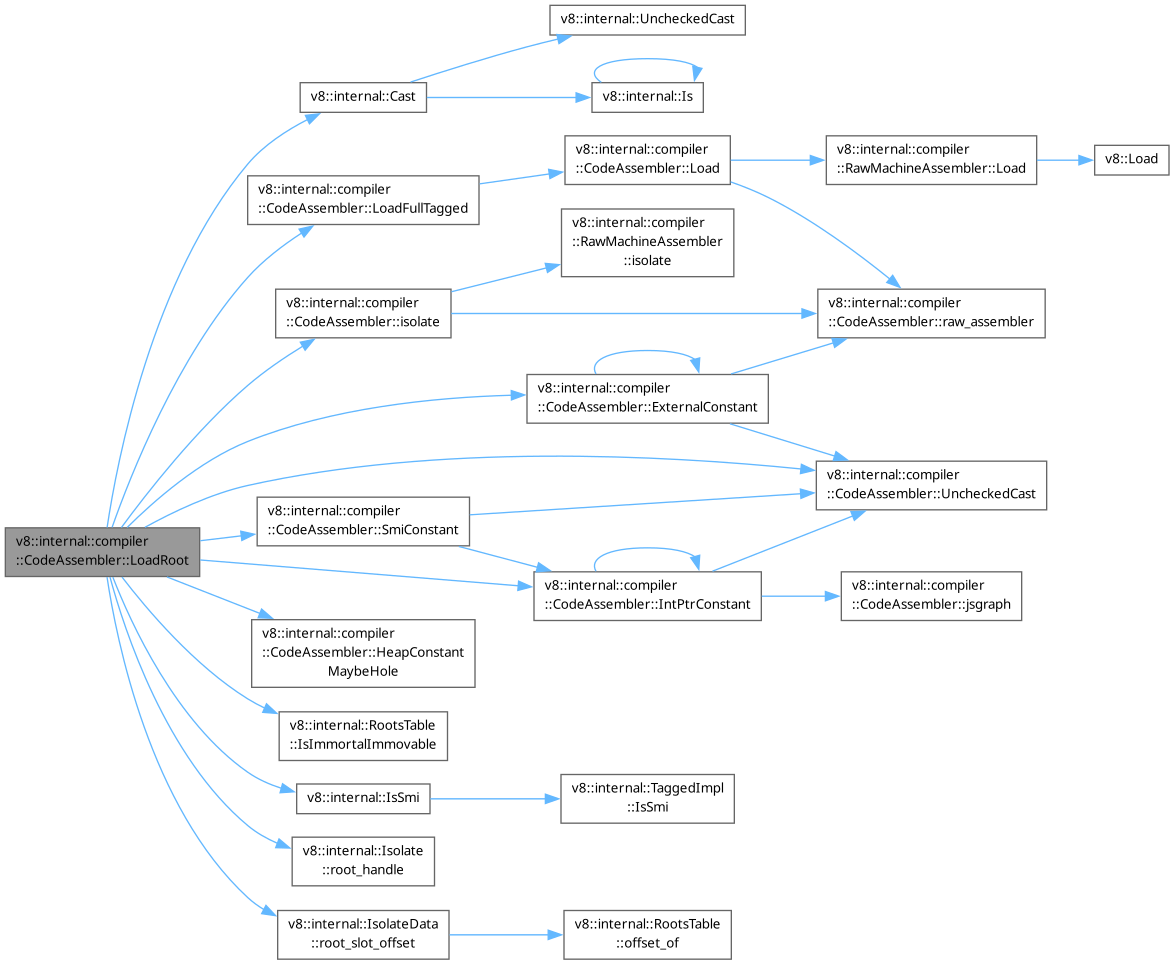 v8::internal::UncheckedCast
v8::internal::Cast
v8::internal::Is
v8::internal::compiler
::CodeAssembler::Load
v8::internal::compiler
::RawMachineAssembler::Load
v8::Load
v8::internal::compiler
::CodeAssembler::LoadFullTagged
v8::internal::compiler
::RawMachineAssembler
::isolate
v8::internal::compiler
::CodeAssembler::isolate
v8::internal::compiler
::CodeAssembler::raw_assembler
v8::internal::compiler
::CodeAssembler::ExternalConstant
v8::internal::compiler
::CodeAssembler::UncheckedCast
v8::internal::compiler
::CodeAssembler::SmiConstant
v8::internal::compiler
::CodeAssembler::LoadRoot
v8::internal::compiler
::CodeAssembler::IntPtrConstant
v8::internal::compiler
::CodeAssembler::jsgraph
v8::internal::compiler
::CodeAssembler::HeapConstant
MaybeHole
v8::internal::RootsTable
::IsImmortalImmovable
v8::internal::IsSmi
v8::internal::TaggedImpl
::IsSmi
v8::internal::Isolate
::root_handle
v8::internal::IsolateData
::root_slot_offset
v8::internal::RootsTable
::offset_of